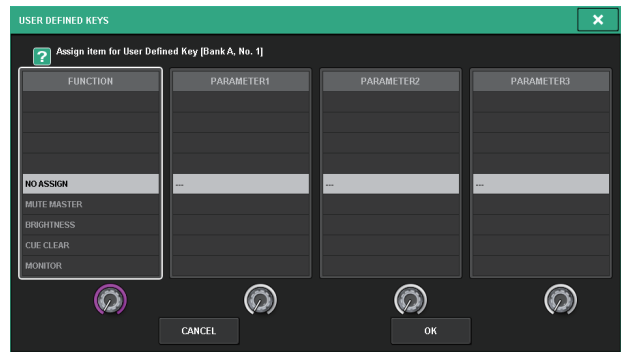 USER DEFINED KEYS
Assign item for User Defined Key [Bank A, No. 1]
FUNCTION PARAMETER1 PARAMETER2 PARAMETER3
NO ASSIGN --- --- ---
MUTE MASTER
BRIGHTNESS
CUE CLEAR
MONITOR
CANCEL OK